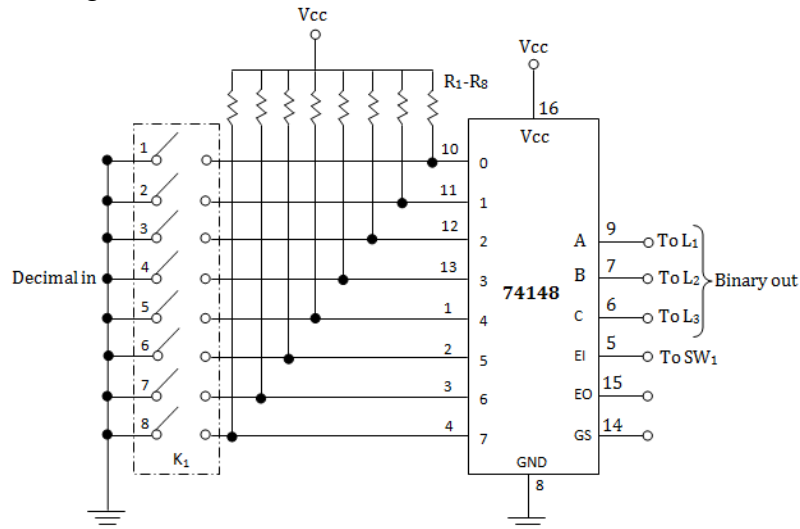 Vcc
Vcc
R₁-R₈
16
Vcc
1
10
0
2
11
1
3
12
2
A
9
To L₁
Decimal in
4
13
3
B
7
To L₂
Binary out
74148
5
1
4
C
6
To L₃
6
2
5
EI
5
To SW₁
7
3
6
EO
15
8
4
7
GS
14
K₁
GND
8